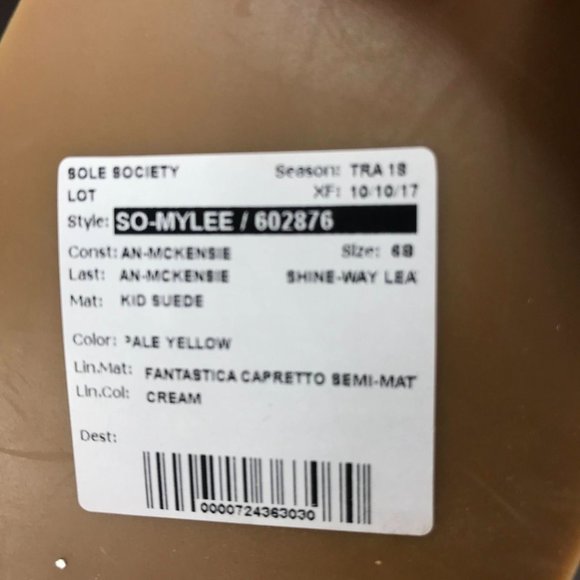 SOLE SOCIETY Season: TRA 18
LOT XF: 10/10/17
Style: SO-MYLEE / 602876
Const: AN-MCKENSIE Size: 6B
Last: AN-MCKENSIE SHINE-WAY LEA
Mat: KID SUEDE
Color: PALE YELLOW
Lin.Mat: FANTASTICA CAPRETTO SEMI-MAT
Lin.Col: CREAM
Dest:
0000724363030